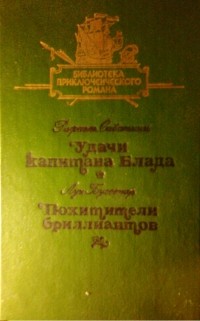 БИБЛИОТЕКА
ПРИКЛЮЧЕНЧЕСКОГО
РОМАНА
Рафаэль Сабатини
Удачи
капитана Блада
Луи Буссенар
Похитители
бриллиантов